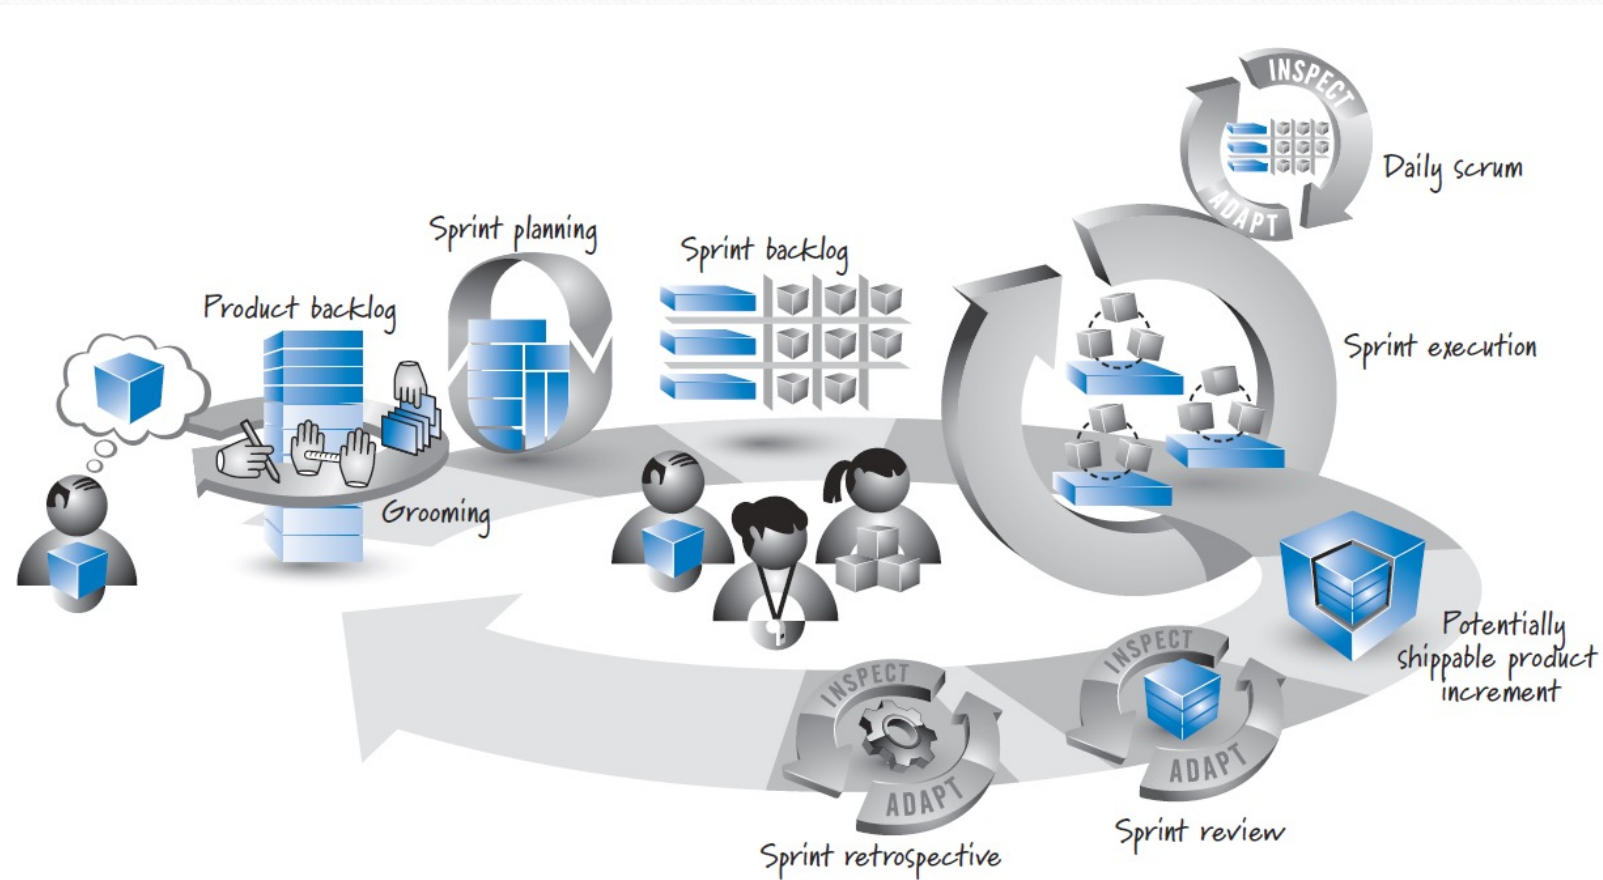 INSPECT
ADAPT
Daily scrum
Sprint planning
Sprint backlog
Product backlog
Sprint execution
Grooming
Potentially
shippable product
increment
INSPECT
ADAPT
Sprint review
INSPECT
ADAPT
Sprint retrospective